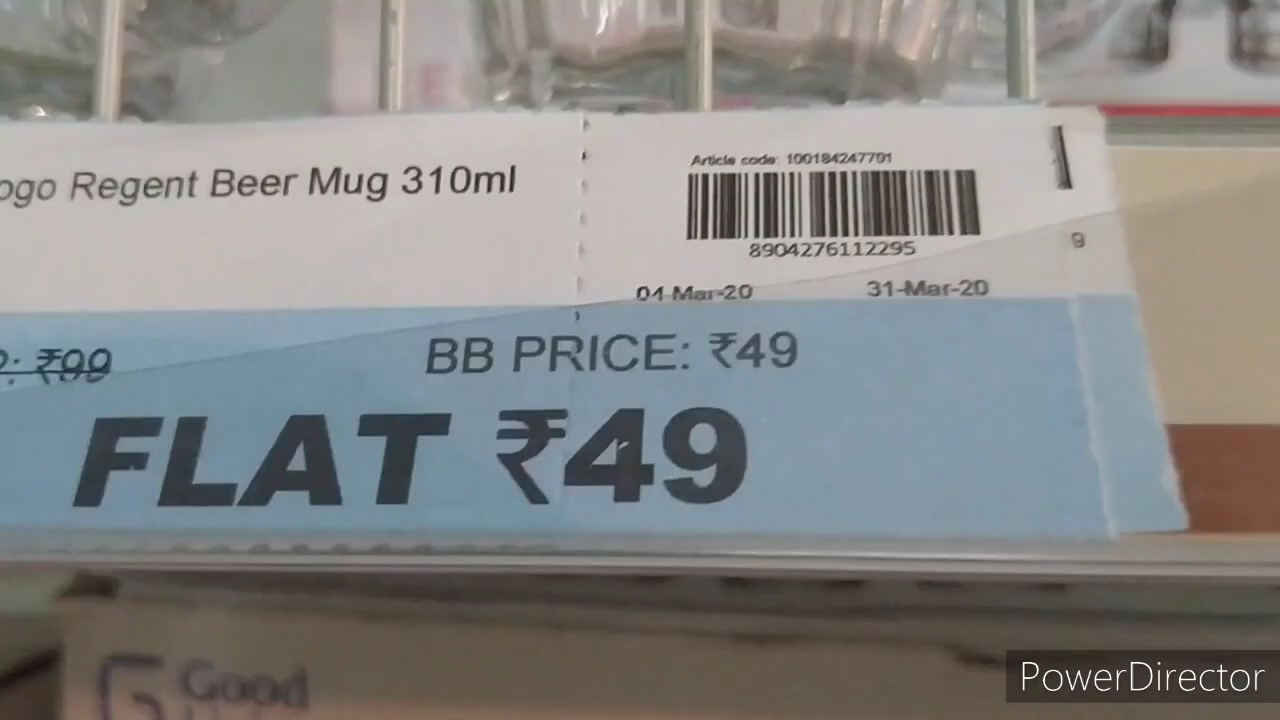 ogo Regent Beer Mug 310ml
Article code: 100184247701
8904276112295
9
04-Mar-20 31-Mar-20
₹99
BB PRICE: ₹49
FLAT ₹49
Good
PowerDirector